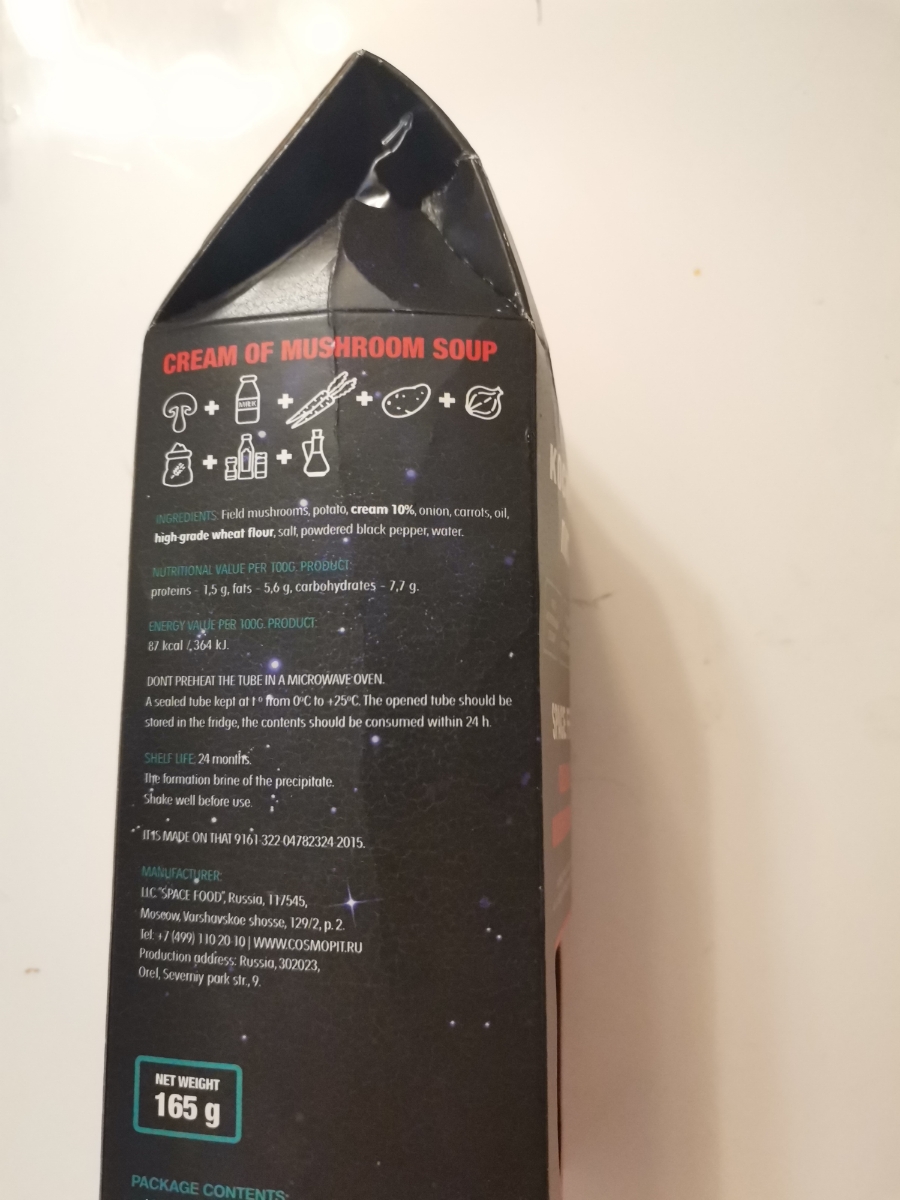 CREAM OF MUSHROOM SOUP
MILK
INGREDIENTS: Field mushrooms, potato, cream 10%, onion, carrots, oil,
high-grade wheat flour, salt, powdered black pepper, water.
NUTRITIONAL VALUE PER 100G. PRODUCT:
proteins - 1,5 g, fats - 5,6 g, carbohydrates - 7,7 g.
ENERGY VALUE PER 100G. PRODUCT:
87 kcal /,364 kJ.
DONT PREHEAT THE TUBE IN A MICROWAVE OVEN.
A sealed tube kept at t° from 0°C to +25°C. The opened tube should be
stored in the fridge, the contents should be consumed within 24 h.
SHELF LIFE: 24 months.
The formation brine of the precipitate.
Shake well before use.
IT IS MADE ON THAT 9161-322-04782324-2015.
MANUFACTURER:
LLC "SPACE FOOD", Russia, 117545,
Moscow, Varshavskoe shosse, 129/2, p. 2.
Tel: +7 (499) 110 20 10 | WWW.COSMOPIT.RU
Production address: Russia, 302023,
Orel, Severniy park str., 9.
NET WEIGHT
165 g
PACKAGE CONTENTS: